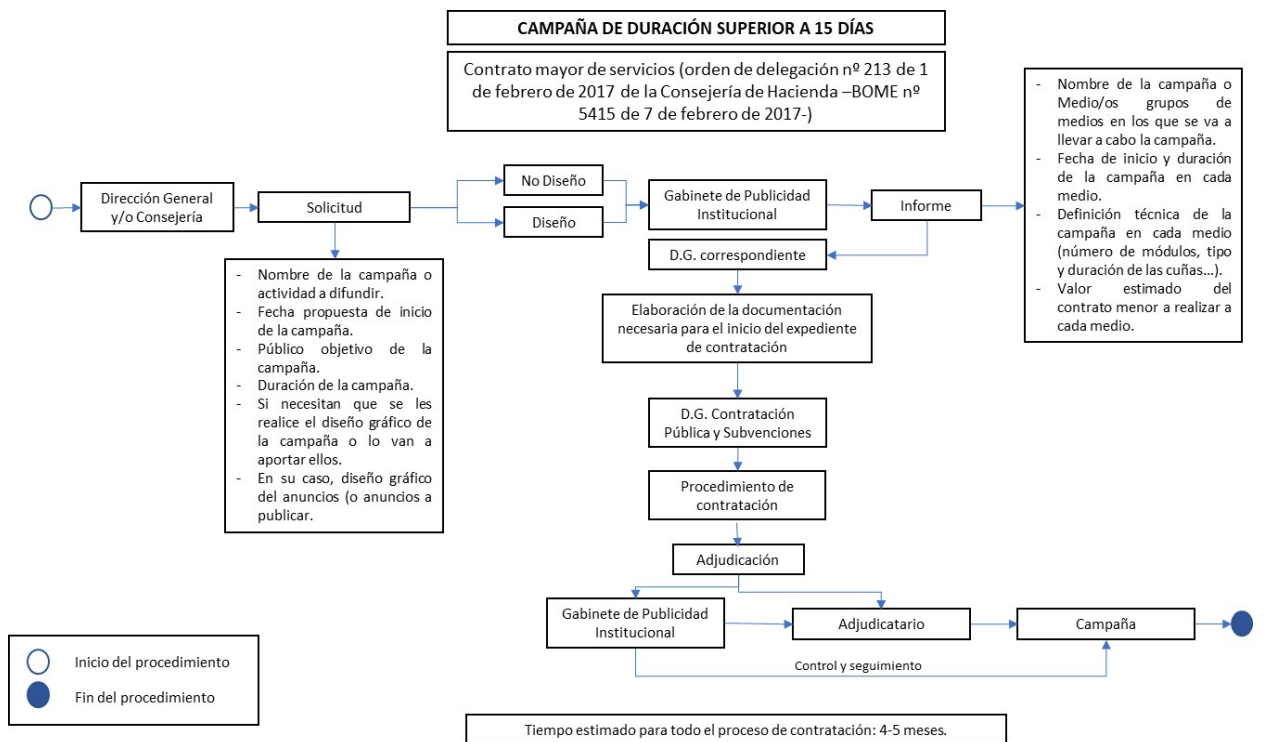 CAMPAÑA DE DURACIÓN SUPERIOR A 15 DÍAS
Contrato mayor de servicios (orden de delegación nº 213 de 1
de febrero de 2017 de la Consejería de Hacienda –BOME nº
5415 de 7 de febrero de 2017-)
Dirección General
y/o Consejería
Solicitud
- Nombre de la campaña o
actividad a difundir.
- Fecha propuesta de inicio
de la campaña.
- Público objetivo de la
campaña.
- Duración de la campaña.
- Si necesitan que se les
realice el diseño gráfico de
la campaña o lo van a
aportar ellos.
- En su caso, diseño gráfico
del anuncios (o anuncios a
publicar.
No Diseño
Diseño
Gabinete de Publicidad
Institucional
Informe
- Nombre de la campaña o
Medio/os grupos de
medios en los que se va a
llevar a cabo la campaña.
- Fecha de inicio y duración
de la campaña en cada
medio.
- Definición técnica de la
campaña en cada medio
(número de módulos, tipo
y duración de las cuñas…).
- Valor estimado del
contrato menor a realizar a
cada medio.
D.G. correspondiente
Elaboración de la documentación
necesaria para el inicio del expediente
de contratación
D.G. Contratación
Pública y Subvenciones
Procedimiento de
contratación
Adjudicación
Gabinete de Publicidad
Institucional
Adjudicatario
Campaña
Control y seguimiento
Inicio del procedimiento
Fin del procedimiento
Tiempo estimado para todo el proceso de contratación: 4-5 meses.